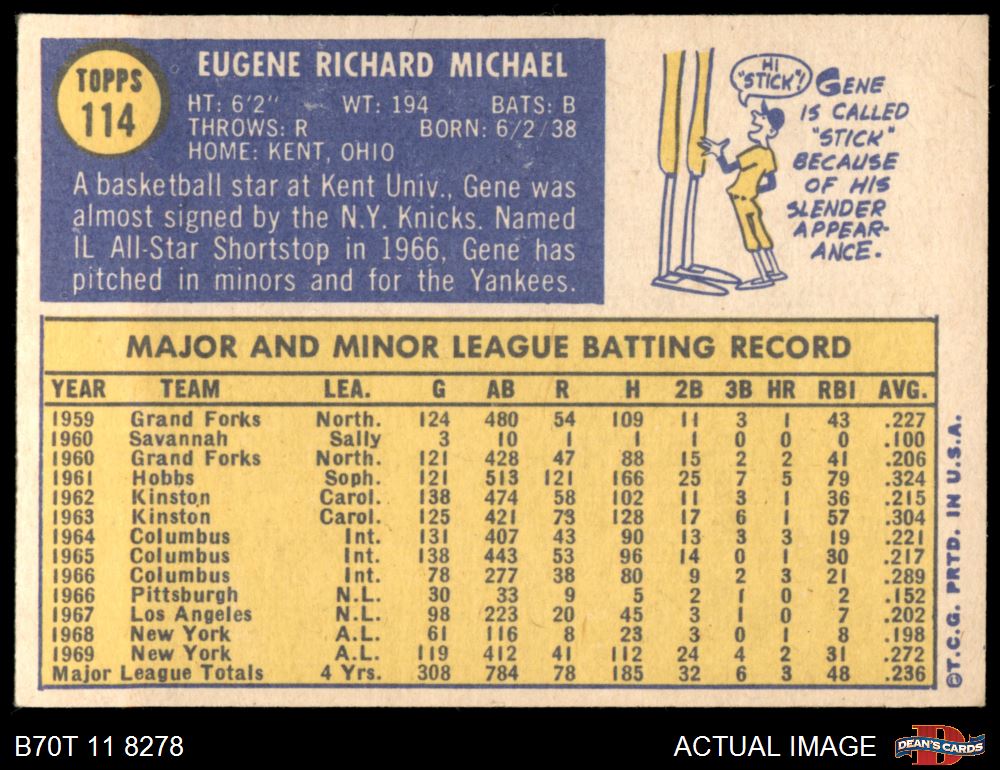 TOPPS
114
EUGENE RICHARD MICHAEL
HT: 6'2" WT: 194 BATS: B
THROWS: R BORN: 6/2/38
HOME: KENT, OHIO
A basketball star at Kent Univ., Gene was
almost signed by the N.Y. Knicks. Named
IL All-Star Shortstop in 1966, Gene has
pitched in minors and for the Yankees.
HI
"STICK"!
GENE
IS CALLED
"STICK"
BECAUSE
OF HIS
SLENDER
APPEAR-
ANCE.
MAJOR AND MINOR LEAGUE BATTING RECORD
YEAR TEAM LEA. G AB R H 2B 3B HR RBI AVG.
1959 Grand Forks North. 124 480 54 109 11 3 1 43 .227
1960 Savannah Sally 3 10 1 1 1 0 0 0 .100
1960 Grand Forks North. 121 428 47 88 15 2 2 41 .206
1961 Hobbs Soph. 121 513 121 166 25 7 5 79 .324
1962 Kinston Carol. 138 474 58 102 11 3 1 36 .215
1963 Kinston Carol. 125 421 73 128 17 6 1 57 .304
1964 Columbus Int. 131 407 43 90 13 3 3 19 .221
1965 Columbus Int. 138 443 53 96 14 0 1 30 .217
1966 Columbus Int. 78 277 38 80 9 2 3 21 .289
1966 Pittsburgh N.L. 30 33 9 5 2 1 0 2 .152
1967 Los Angeles N.L. 98 223 20 45 3 1 0 7 .202
1968 New York A.L. 61 116 8 23 3 0 1 8 .198
1969 New York A.L. 119 412 41 112 24 4 2 31 .272
Major League Totals 4 Yrs. 308 784 78 185 32 6 3 48 .236
©T.C.G. PRTD. IN U.S.A.
B70T 11 8278
ACTUAL IMAGE
D
DEAN'S CARDS